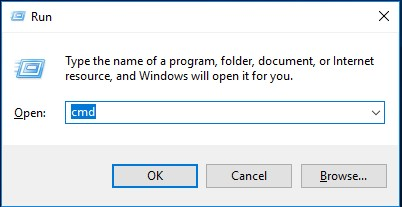 Run
Type the name of a program, folder, document, or Internet
resource, and Windows will open it for you.
Open: cmd
OK Cancel Browse...